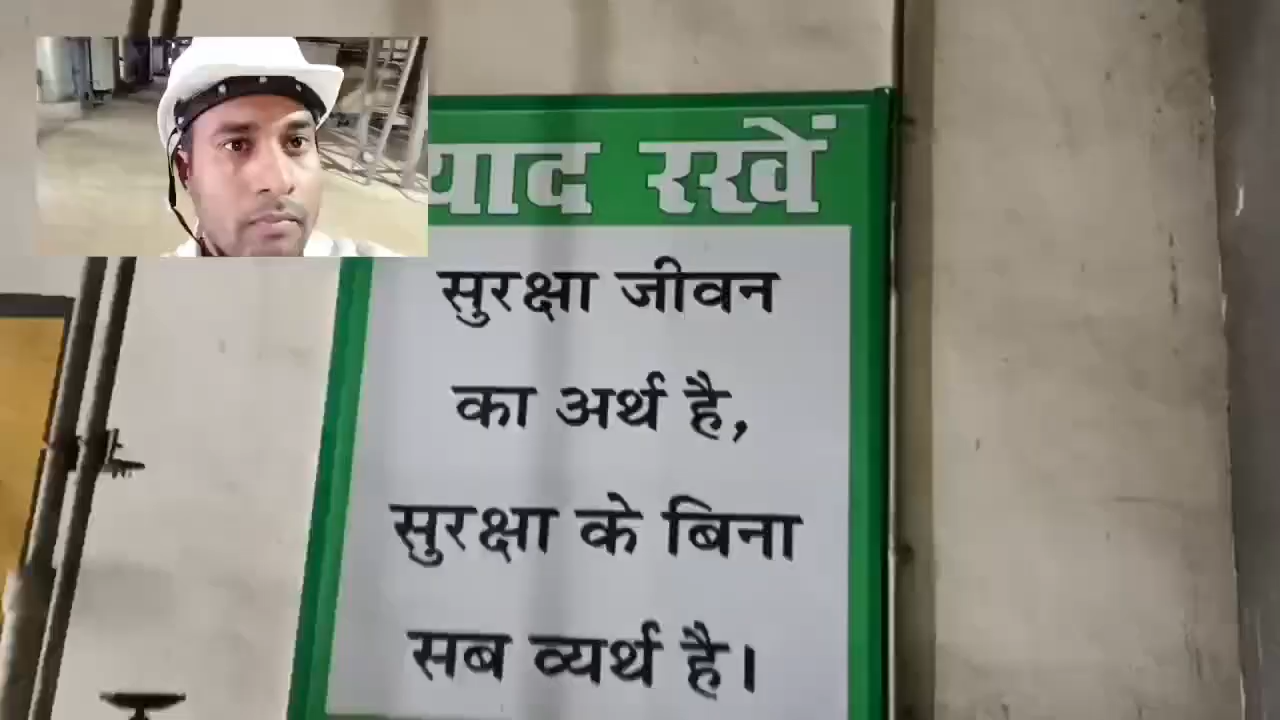 याद रखें
सुरक्षा जीवन
का अर्थ है,
सुरक्षा के बिना
सब व्यर्थ है।